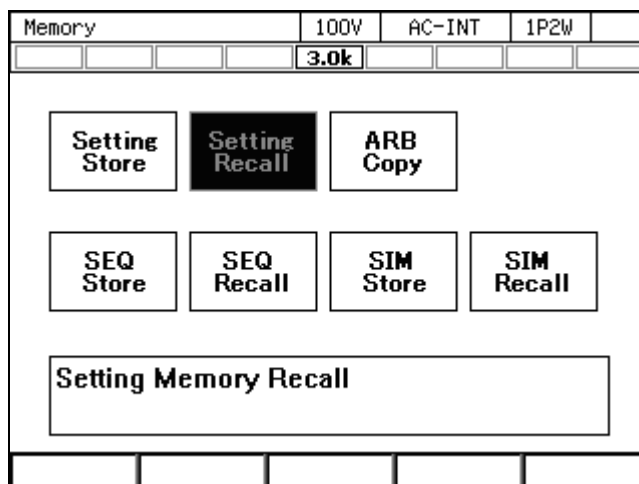 Memory 100V AC-INT 1P2W
3.0k
Setting Setting ARB
Store Recall Copy
SEQ SEQ SIM SIM
Store Recall Store Recall
Setting Memory Recall